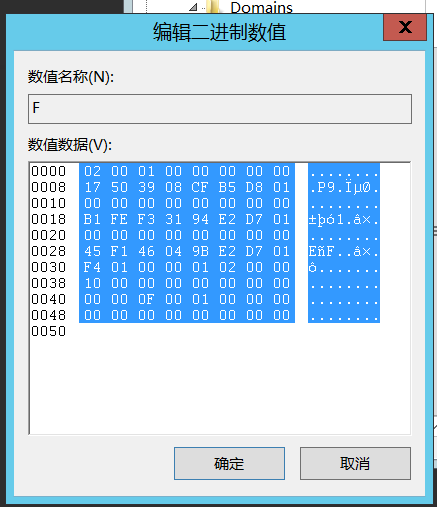 Domains
编辑二进制数值
X
数值名称(N):
F
数值数据(V):
0000 02 00 01 00 00 00 00 00 ........
0008 17 50 39 08 CF B5 D8 01 .P9.ÏµØ.
0010 00 00 00 00 00 00 00 00 ........
0018 B1 FE F3 31 94 E2 D7 01 ±þó1.â×.
0020 00 00 00 00 00 00 00 00 ........
0028 45 F1 46 04 9B E2 D7 01 EñF..â×.
0030 F4 01 00 00 01 02 00 00 ô.......
0038 10 00 00 00 00 00 00 00 ........
0040 00 00 0F 00 01 00 00 00 ........
0048 00 00 00 00 00 00 00 00 ........
0050
确定
取消